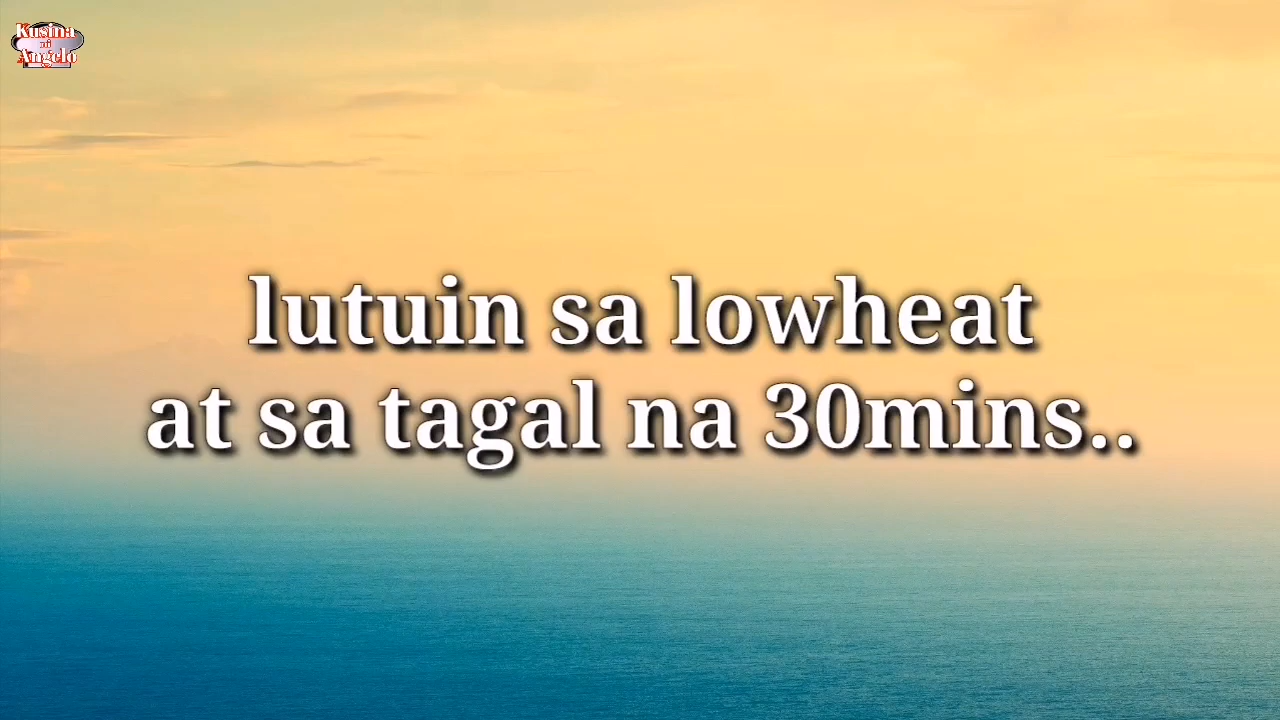 Kusina
ni
Angelo
lutuin sa lowheat
at sa tagal na 30mins..